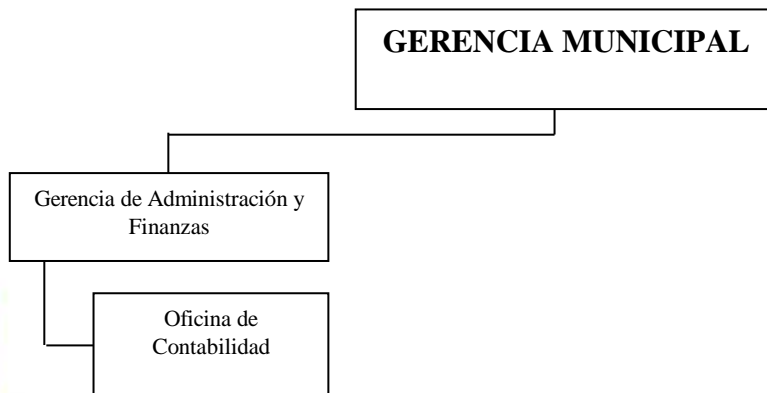 GERENCIA MUNICIPAL
Gerencia de Administración y
Finanzas
Oficina de
Contabilidad